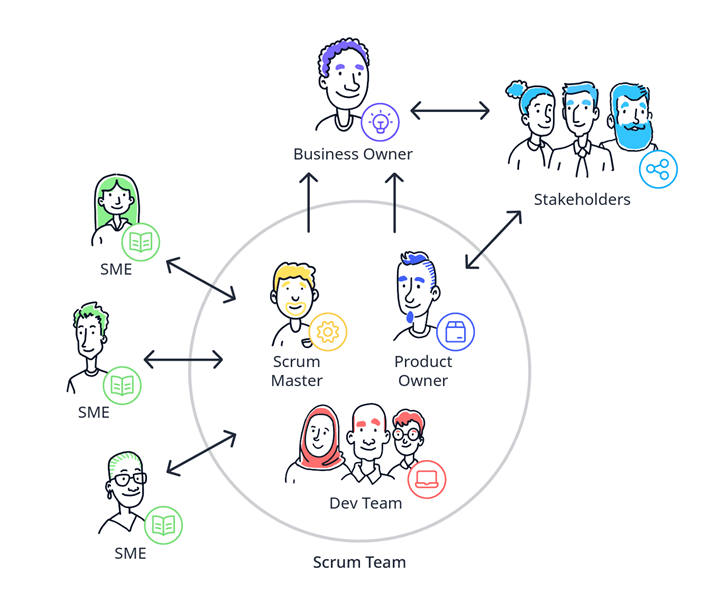 Business Owner
Stakeholders
SME
Scrum
Master
Product
Owner
SME
Dev Team
SME
Scrum Team